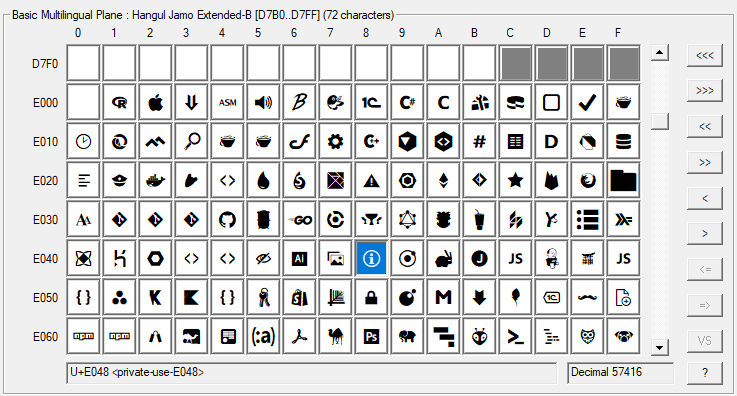 Basic Multilingual Plane : Hangul Jamo Extended-B [D7B0..D7FF] (72 characters)
0 1 2 3 4 5 6 7 8 9 A B C D E F
D7F0
<<<
E000 R ASM B 1C C# C
>>>
E010 C+ # D
<<
E020 <>
>>
E030 AA GO
<
>
E040 <> <> Ai i J JS JS
<=
E050 { } K { } M 1C
=>
E060 npm npm (:a) Ps >_
VS
U+E048 <private-use-E048>
Decimal 57416
?